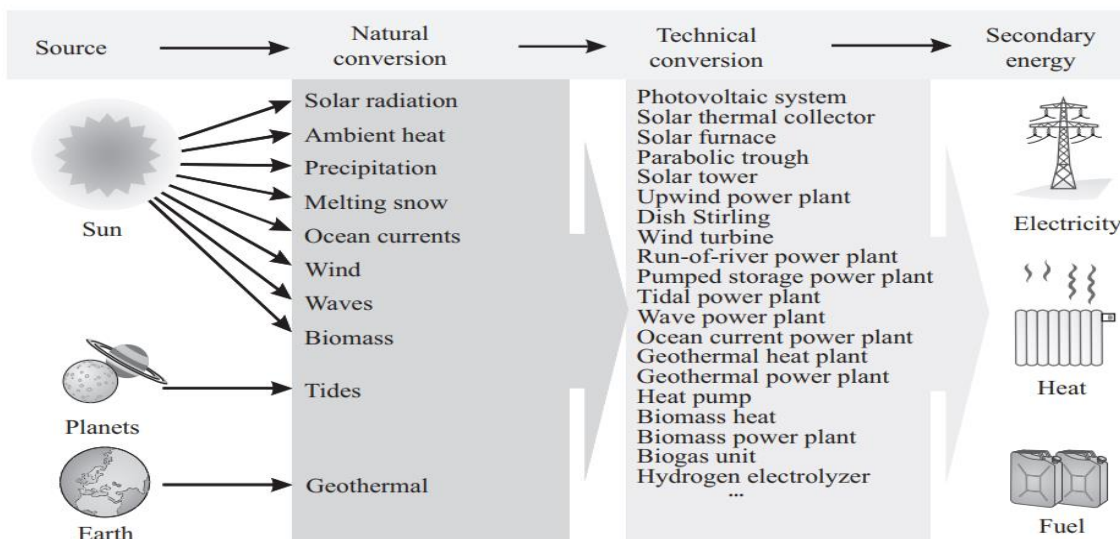 Source
Natural
conversion
Technical
conversion
Secondary
energy
Sun
Planets
Earth
Solar radiation
Ambient heat
Precipitation
Melting snow
Ocean currents
Wind
Waves
Biomass
Tides
Geothermal
Photovoltaic system
Solar thermal collector
Solar furnace
Parabolic trough
Solar tower
Upwind power plant
Dish Stirling
Wind turbine
Run-of-river power plant
Pumped storage power plant
Tidal power plant
Wave power plant
Ocean current power plant
Geothermal heat plant
Geothermal power plant
Heat pump
Biomass heat
Biomass power plant
Biogas unit
Hydrogen electrolyzer
...
Electricity
Heat
Fuel